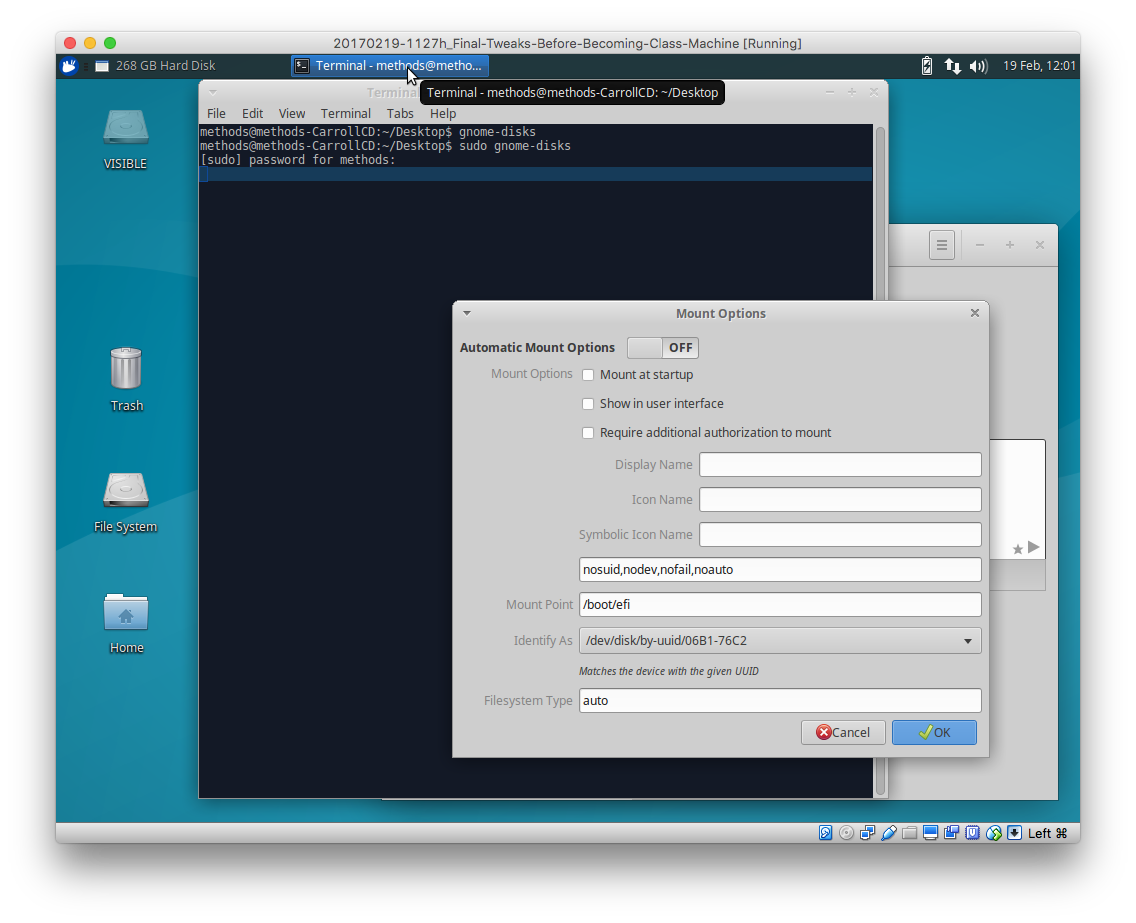 20170219-1127h_Final-Tweaks-Before-Becoming-Class-Machine [Running]
268 GB Hard Disk
Terminal - methods@metho...
19 Feb, 12:01
Terminal - methods@methods-CarrollCD: ~/Desktop
Terminal
File Edit View Terminal Tabs Help
methods@methods-CarrollCD:~/Desktop$ gnome-disks
methods@methods-CarrollCD:~/Desktop$ sudo gnome-disks
[sudo] password for methods:
VISIBLE
Trash
File System
Home
Mount Options
Automatic Mount Options OFF
Mount Options Mount at startup
Show in user interface
Require additional authorization to mount
Display Name
Icon Name
Symbolic Icon Name
nosuid,nodev,nofail,noauto
Mount Point /boot/efi
Identify As /dev/disk/by-uuid/06B1-76C2
Matches the device with the given UUID
Filesystem Type auto
Cancel OK
Left ⌘